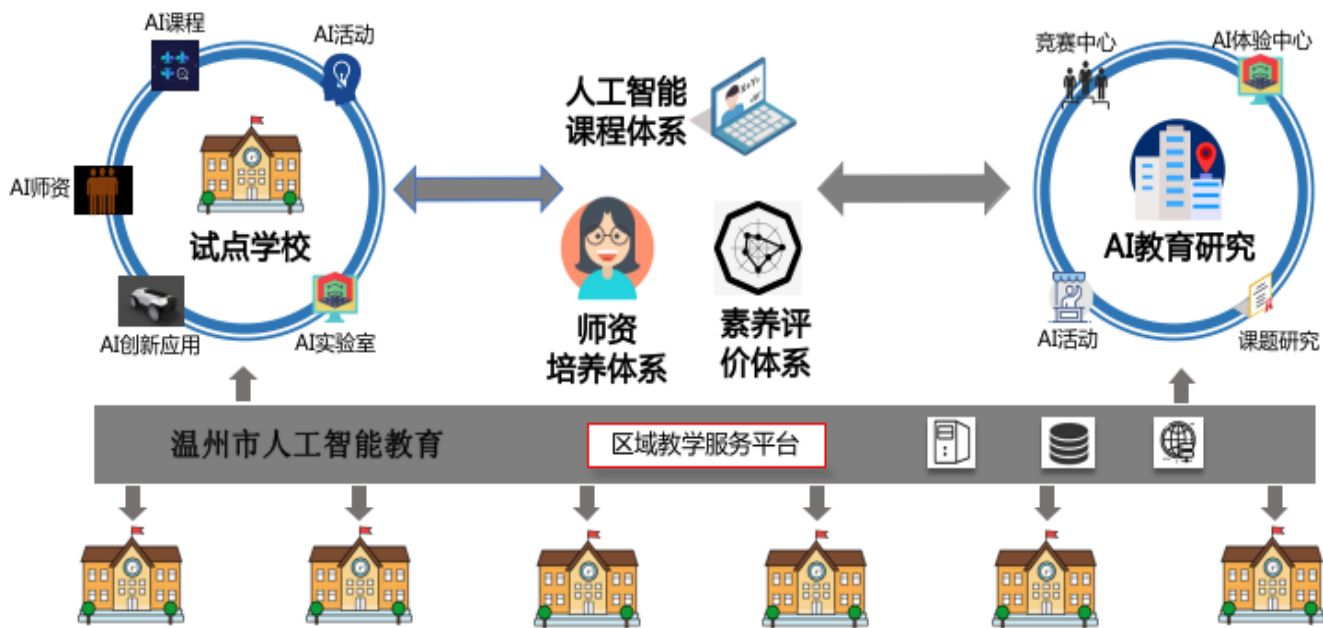 AI课程
AI活动
AI师资
试点学校
AI创新应用
AI实验室
人工智能
课程体系
师资
培养体系
素养评
价体系
竞赛中心
AI体验中心
AI教育研究
AI活动
课题研究
温州市人工智能教育
区域教学服务平台